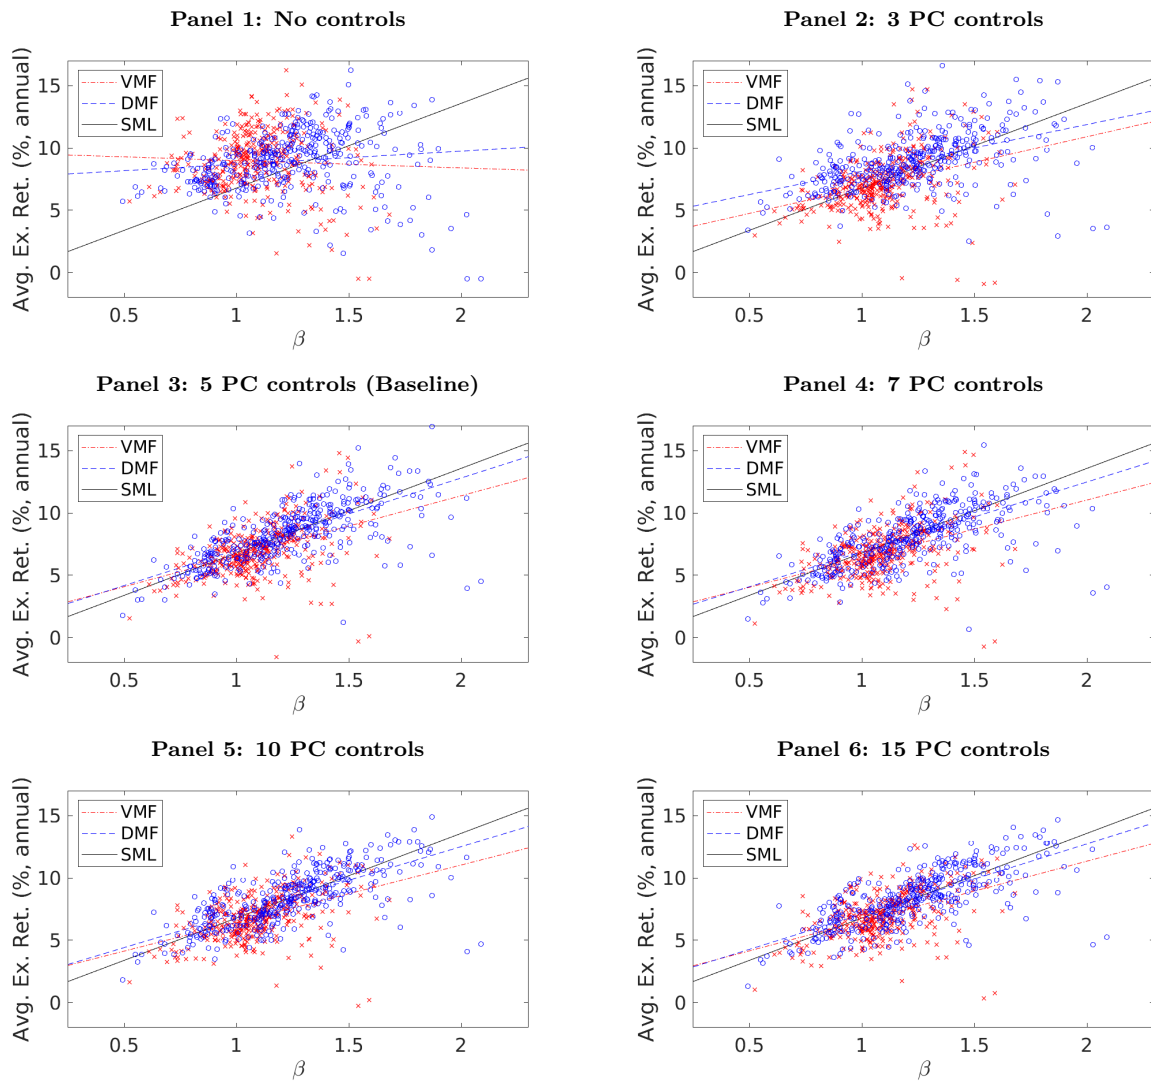 Panel 1: No controls
Avg. Ex. Ret. (%, annual)
15
10
5
0
VMF
DMF
SML
0.5 1 1.5 2
β
Panel 2: 3 PC controls
Avg. Ex. Ret. (%, annual)
15
10
5
0
VMF
DMF
SML
0.5 1 1.5 2
β
Panel 3: 5 PC controls (Baseline)
Avg. Ex. Ret. (%, annual)
15
10
5
0
VMF
DMF
SML
0.5 1 1.5 2
β
Panel 4: 7 PC controls
Avg. Ex. Ret. (%, annual)
15
10
5
0
VMF
DMF
SML
0.5 1 1.5 2
β
Panel 5: 10 PC controls
Avg. Ex. Ret. (%, annual)
15
10
5
0
VMF
DMF
SML
0.5 1 1.5 2
β
Panel 6: 15 PC controls
Avg. Ex. Ret. (%, annual)
15
10
5
0
VMF
DMF
SML
0.5 1 1.5 2
β